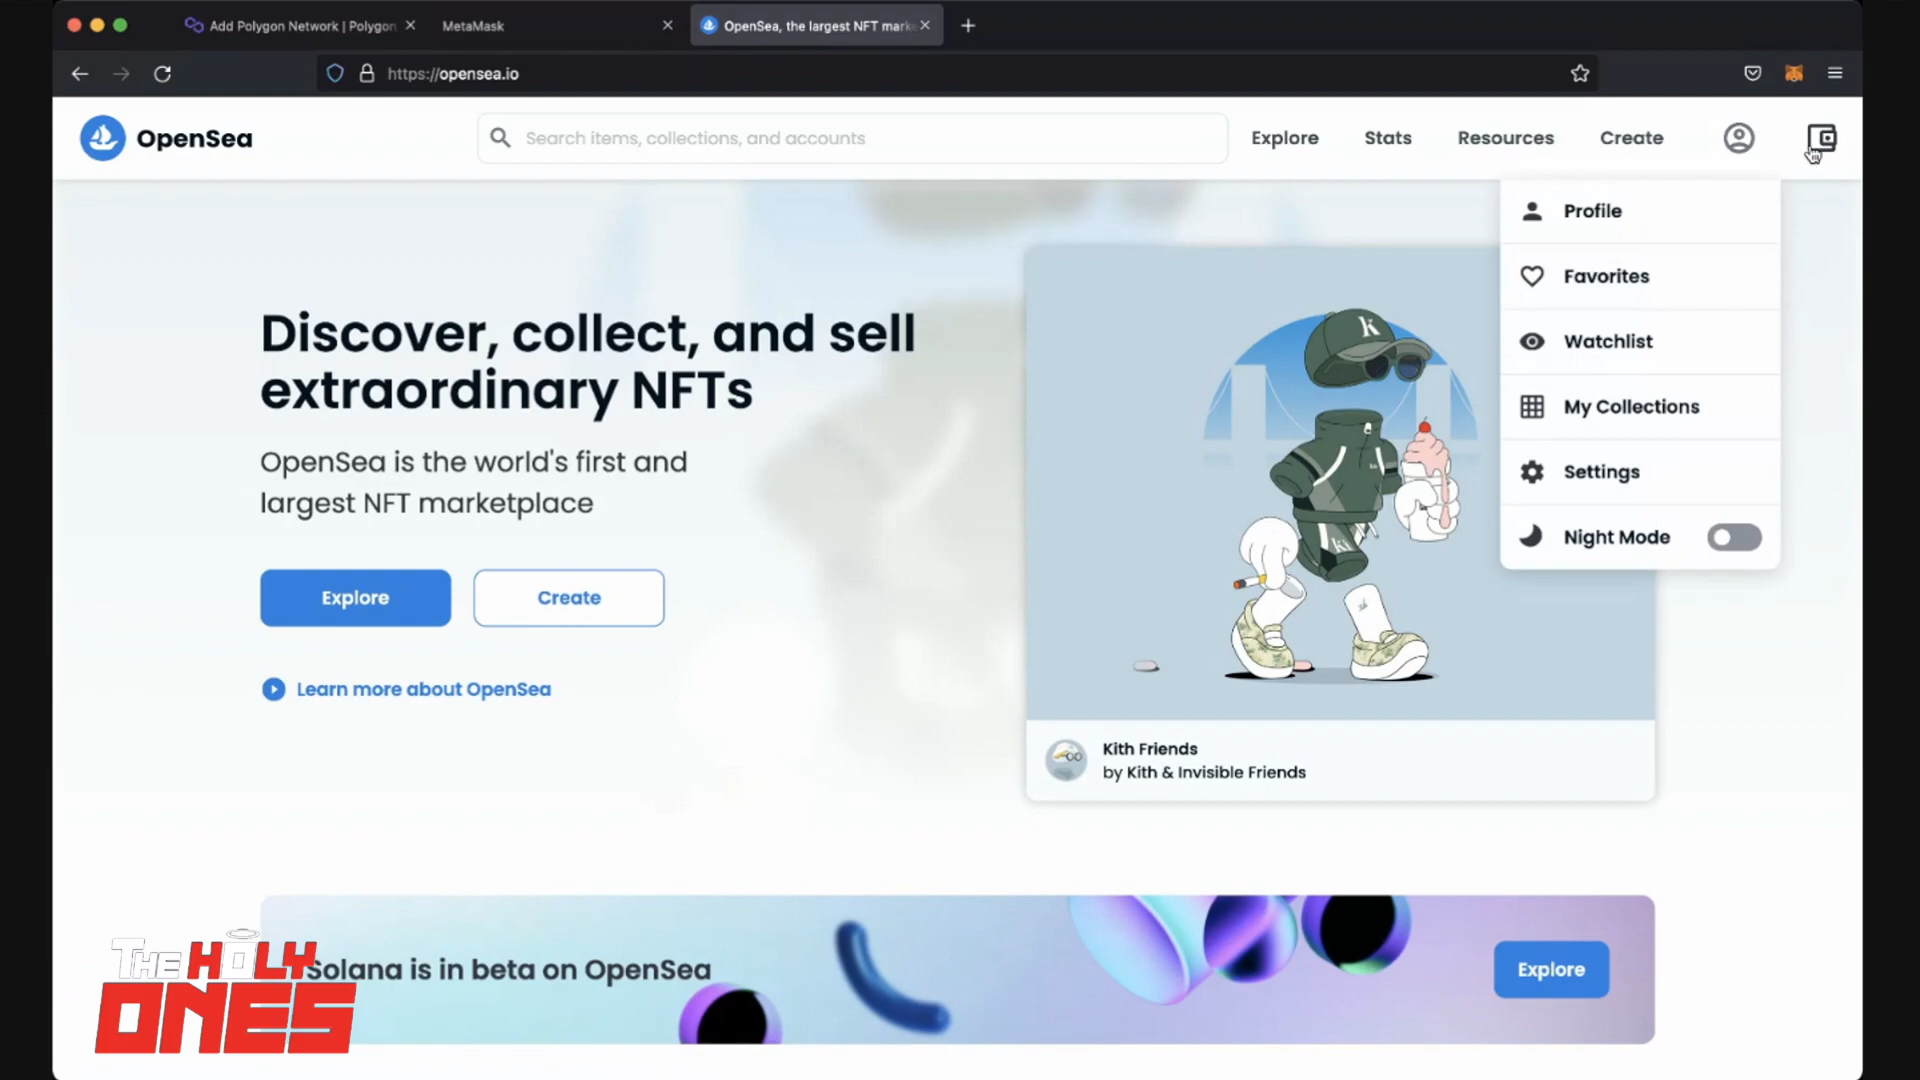 Add Polygon Network | Polygon
MetaMask
OpenSea, the largest NFT mark
https://opensea.io
OpenSea
Search items, collections, and accounts
Explore
Stats
Resources
Create
Profile
Favorites
Watchlist
My Collections
Settings
Night Mode
Discover, collect, and sell
extraordinary NFTs
OpenSea is the world's first and
largest NFT marketplace
Explore
Create
Learn more about OpenSea
k
Kith Friends
by Kith & Invisible Friends
Solana is in beta on OpenSea
Explore
THE HOLY
ONES